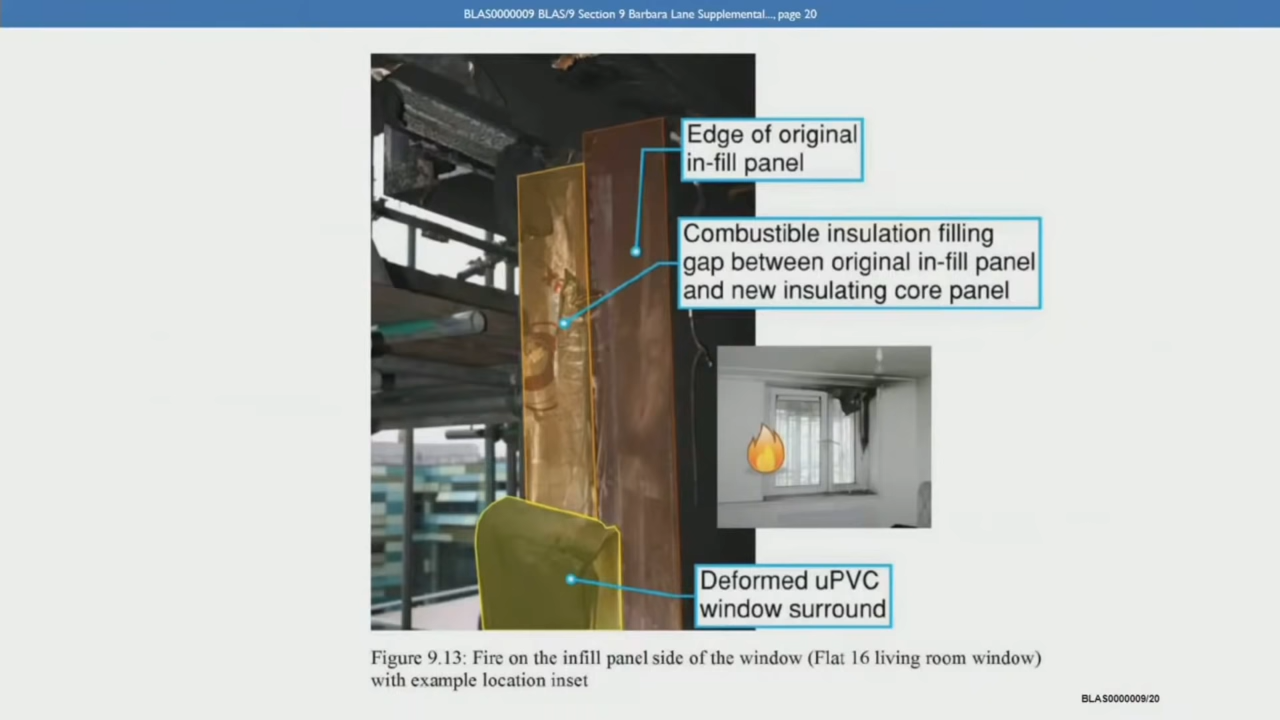 BLAS0000009 BLAS/9 Section 9 Barbara Lane Supplemental..., page 20
Edge of original
in-fill panel
Combustible insulation filling
gap between original in-fill panel
and new insulating core panel
Deformed uPVC
window surround
Figure 9.13: Fire on the infill panel side of the window (Flat 16 living room window)
with example location inset
BLAS0000009/20